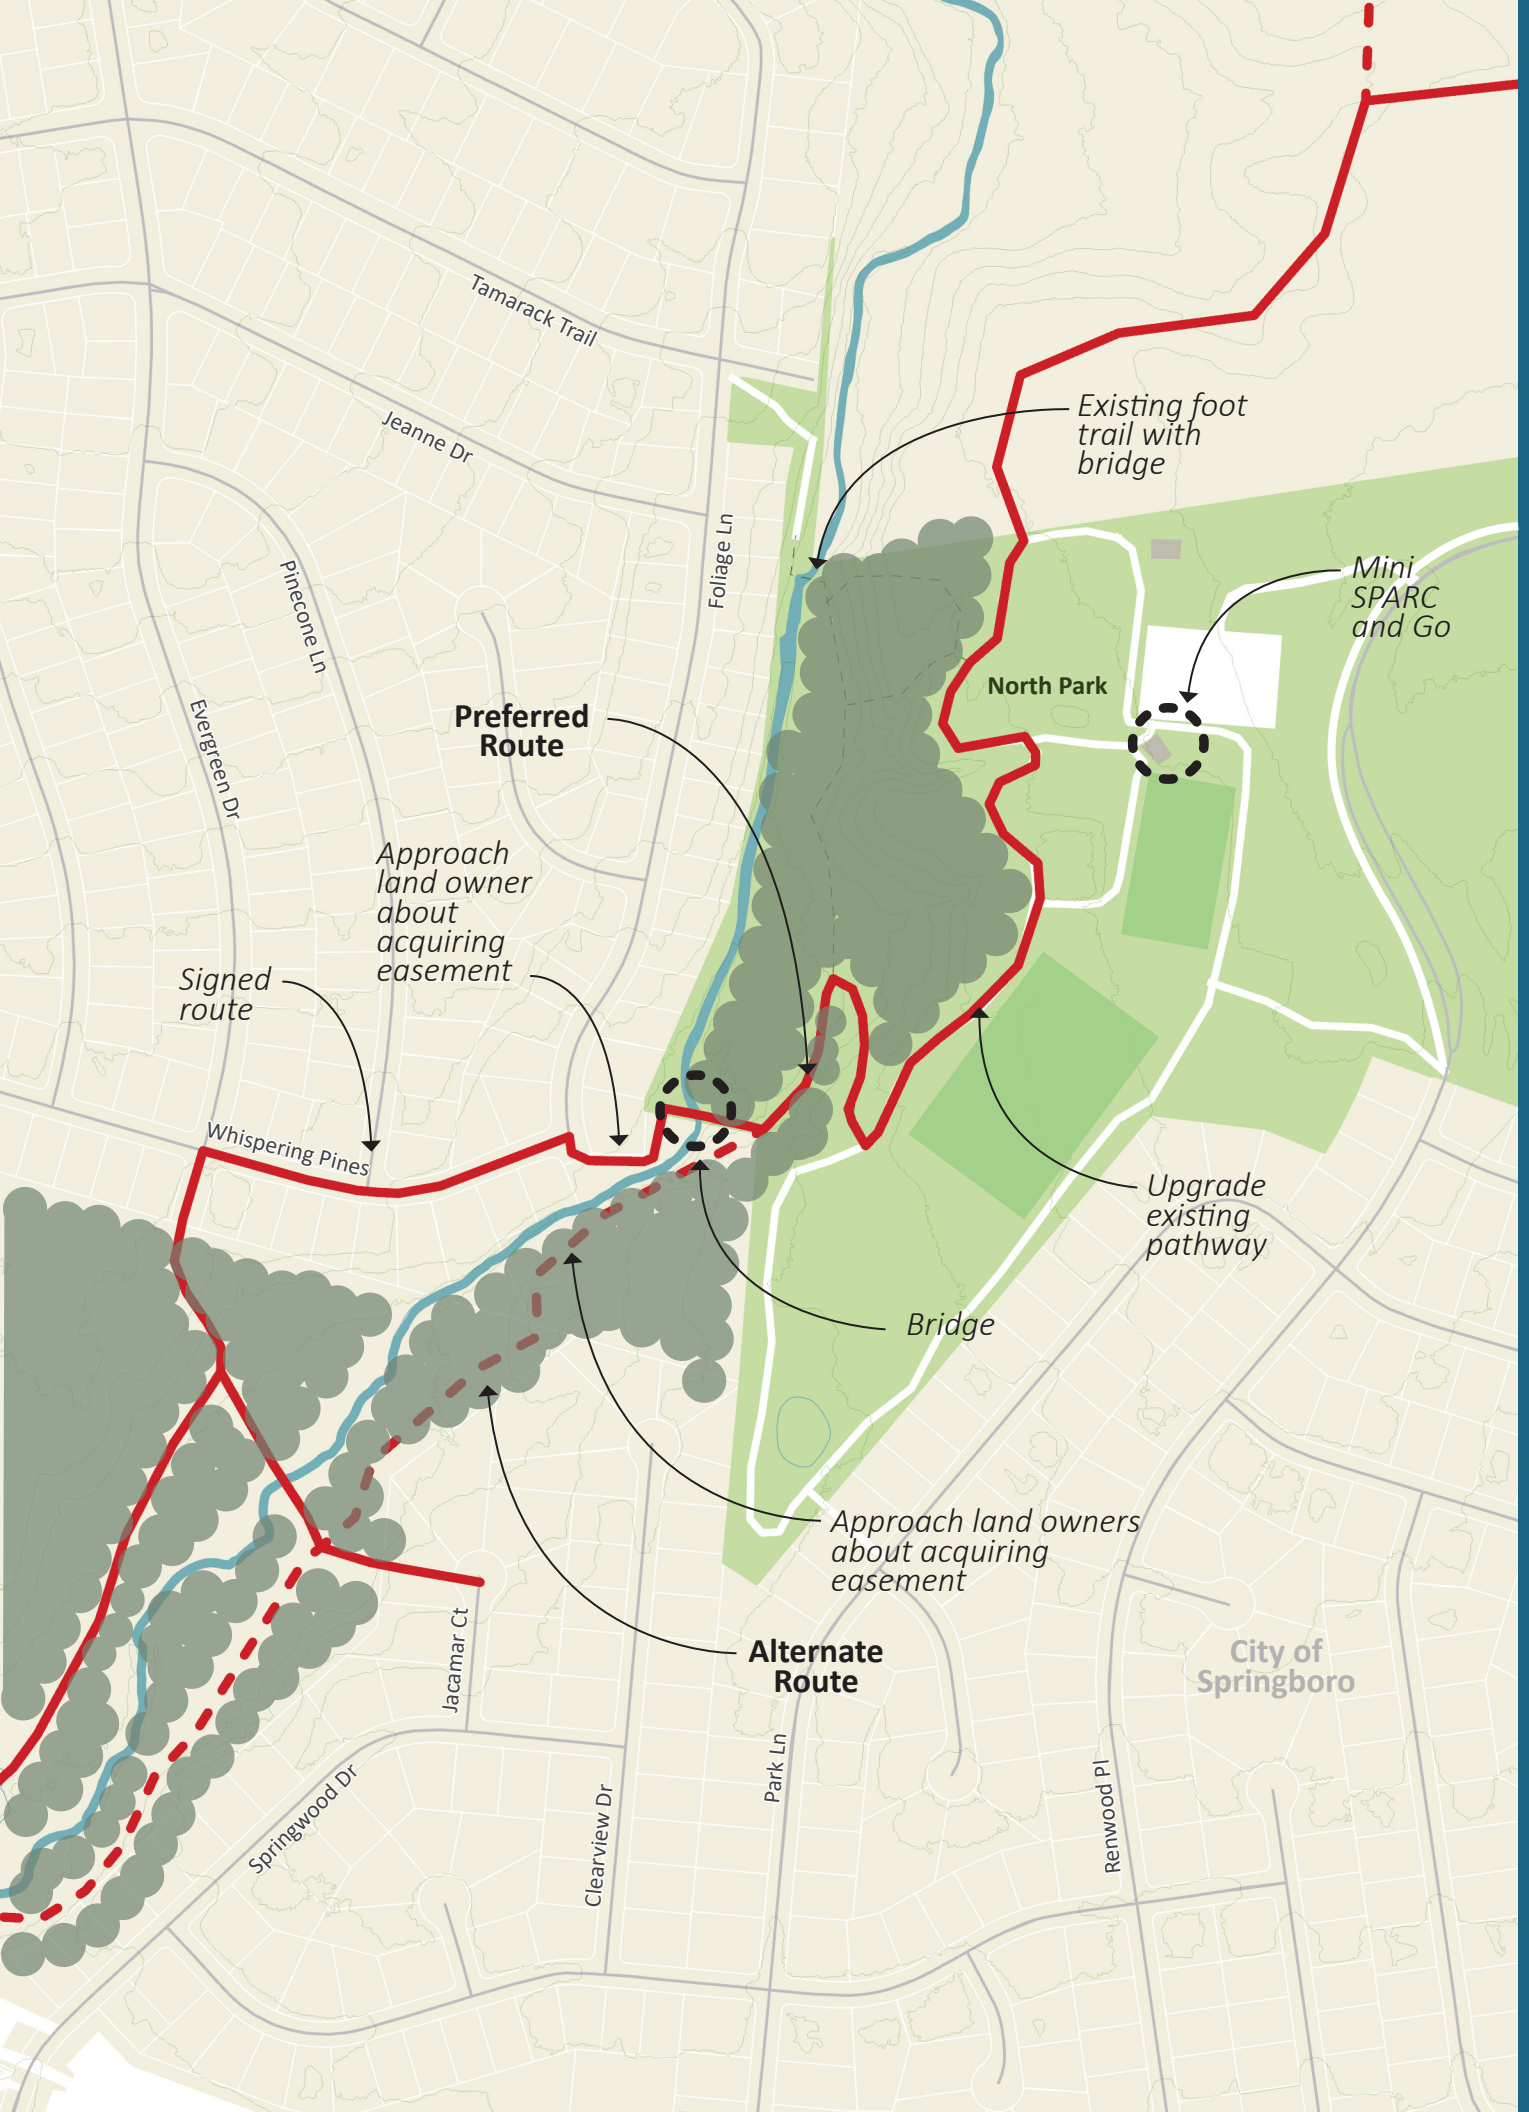 Tamarack Trail
Existing foot
trail with
bridge
Jeanne Dr
Foliage Ln
Pinecone Ln
Mini
SPARC
and Go
North Park
Preferred
Route
Evergreen Dr
Approach
land owner
about
acquiring
easement
Signed
route
Whispering Pines
Upgrade
existing
pathway
Bridge
Approach land owners
about acquiring
easement
Alternate
Route
Jacamar Ct
City of
Springboro
Springwood Dr
Clearview Dr
Park Ln
Renwood Pl